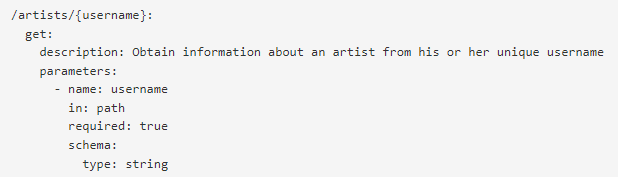 /artists/{username}:
  get:
    description: Obtain information about an artist from his or her unique username
    parameters:
      - name: username
        in: path
        required: true
        schema:
          type: string